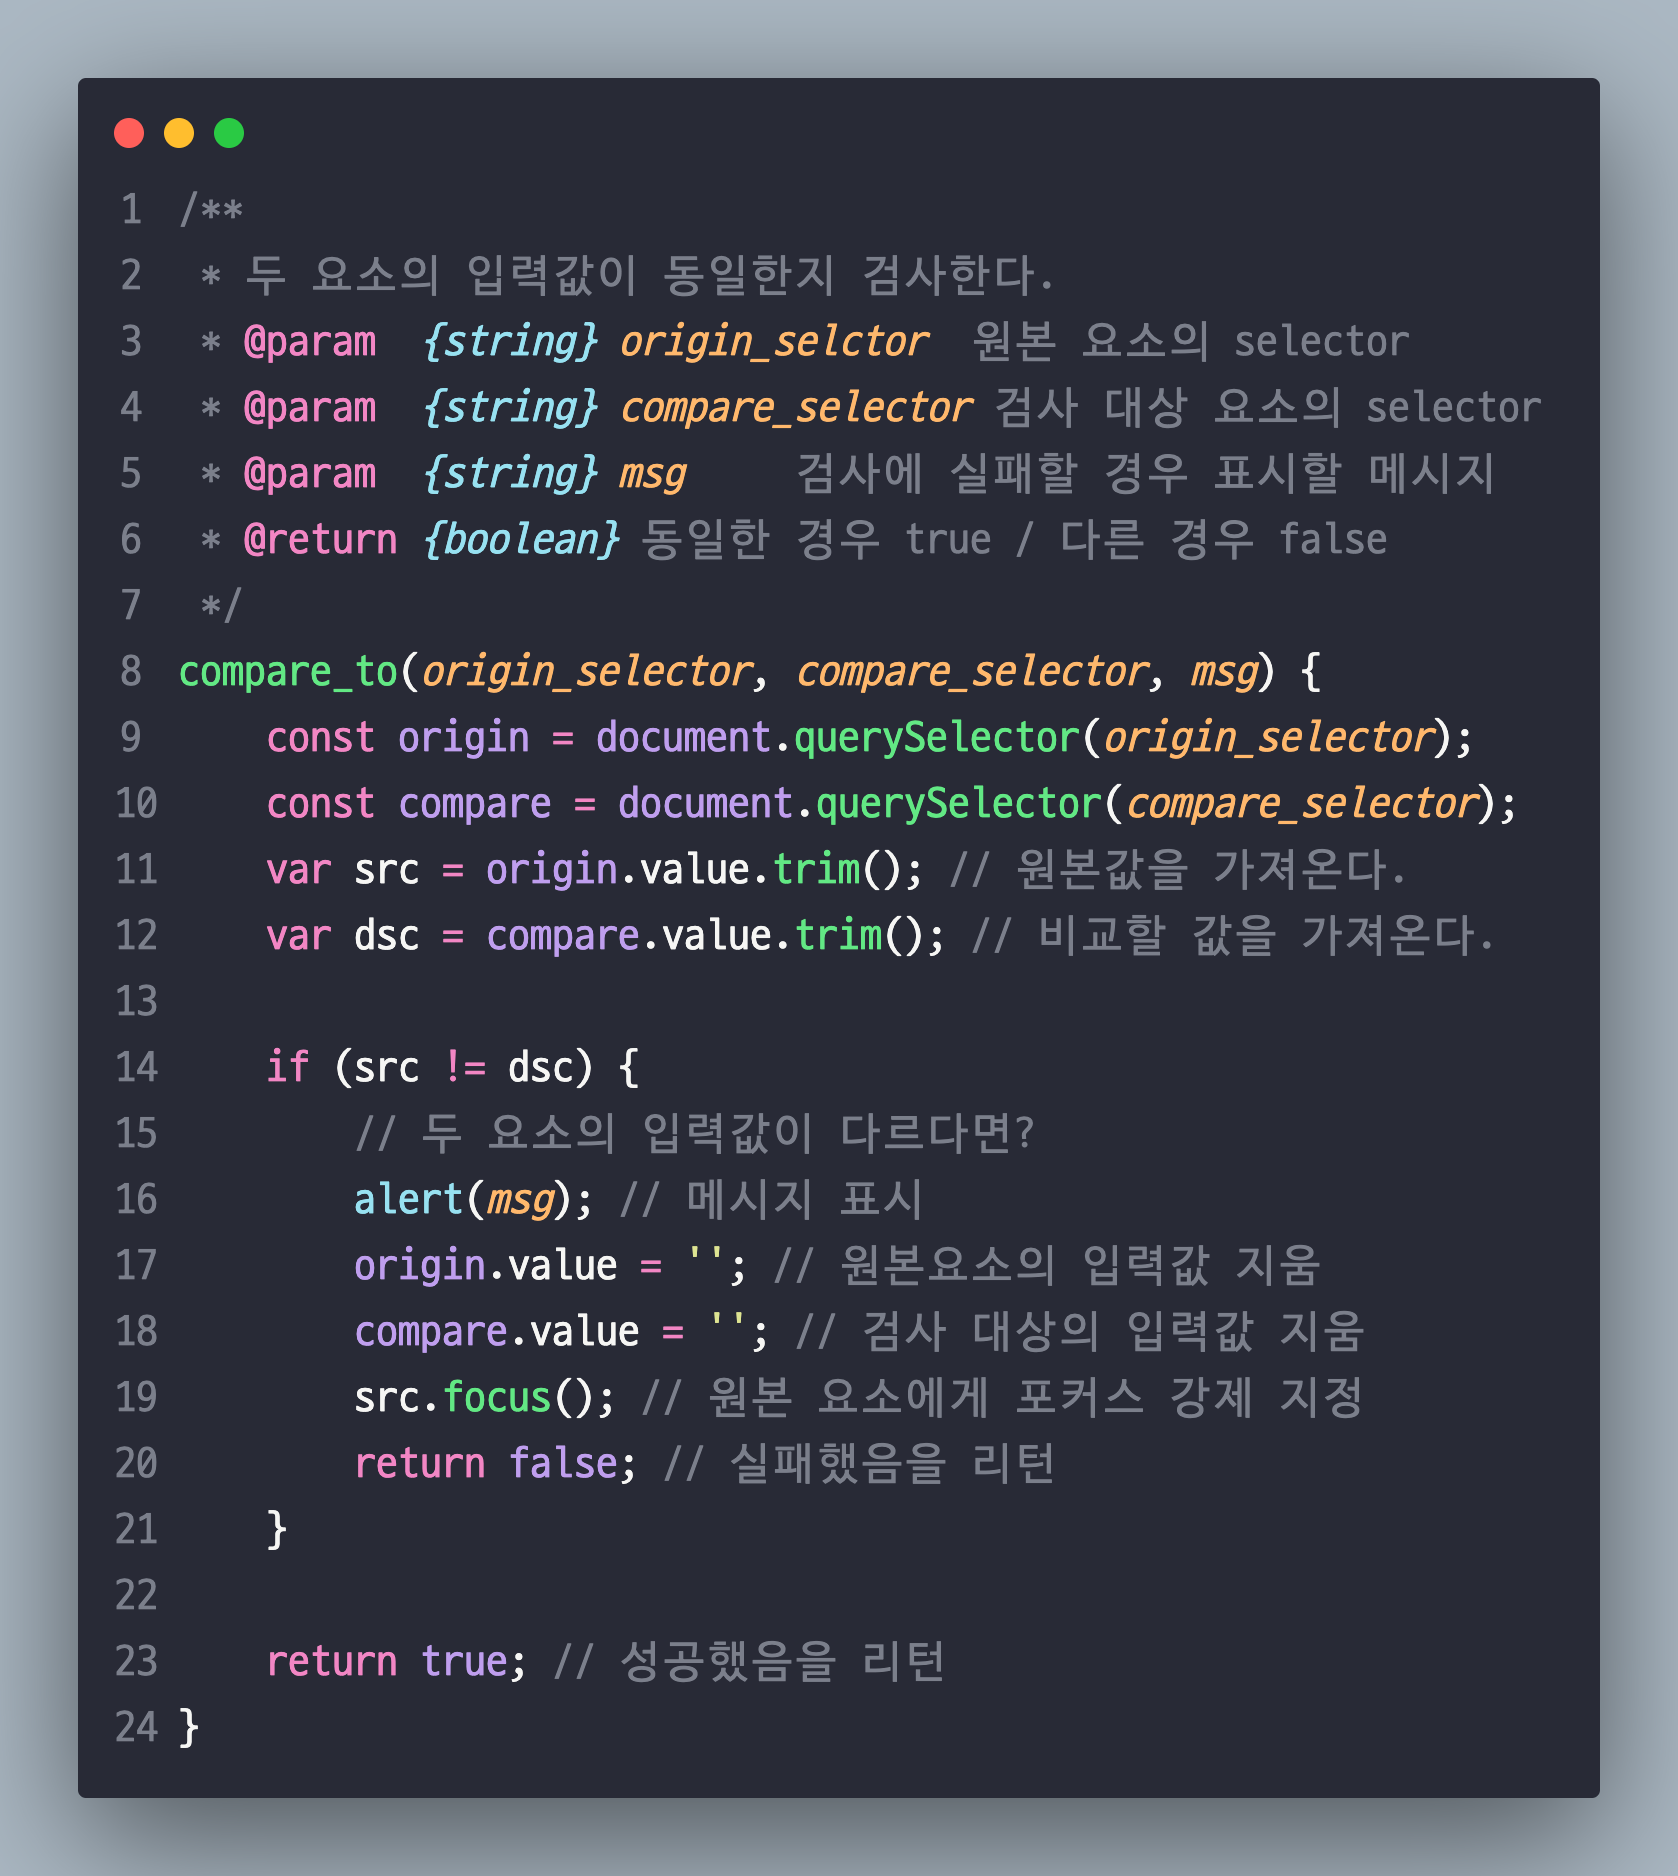 1 /**
2  * 두 요소의 입력값이 동일한지 검사한다.
3  * @param  {string} origin_selctor  원본 요소의 selector
4  * @param  {string} compare_selector 검사 대상 요소의 selector
5  * @param  {string} msg     검사에 실패할 경우 표시할 메시지
6  * @return {boolean} 동일한 경우 true / 다른 경우 false
7  */
8 compare_to(origin_selector, compare_selector, msg) {
9     const origin = document.querySelector(origin_selector);
10     const compare = document.querySelector(compare_selector);
11     var src = origin.value.trim(); // 원본값을 가져온다.
12     var dsc = compare.value.trim(); // 비교할 값을 가져온다.
13
14     if (src != dsc) {
15         // 두 요소의 입력값이 다르다면?
16         alert(msg); // 메시지 표시
17         origin.value = ''; // 원본요소의 입력값 지움
18         compare.value = ''; // 검사 대상의 입력값 지움
19         src.focus(); // 원본 요소에게 포커스 강제 지정
20         return false; // 실패했음을 리턴
21     }
22
23     return true; // 성공했음을 리턴
24 }